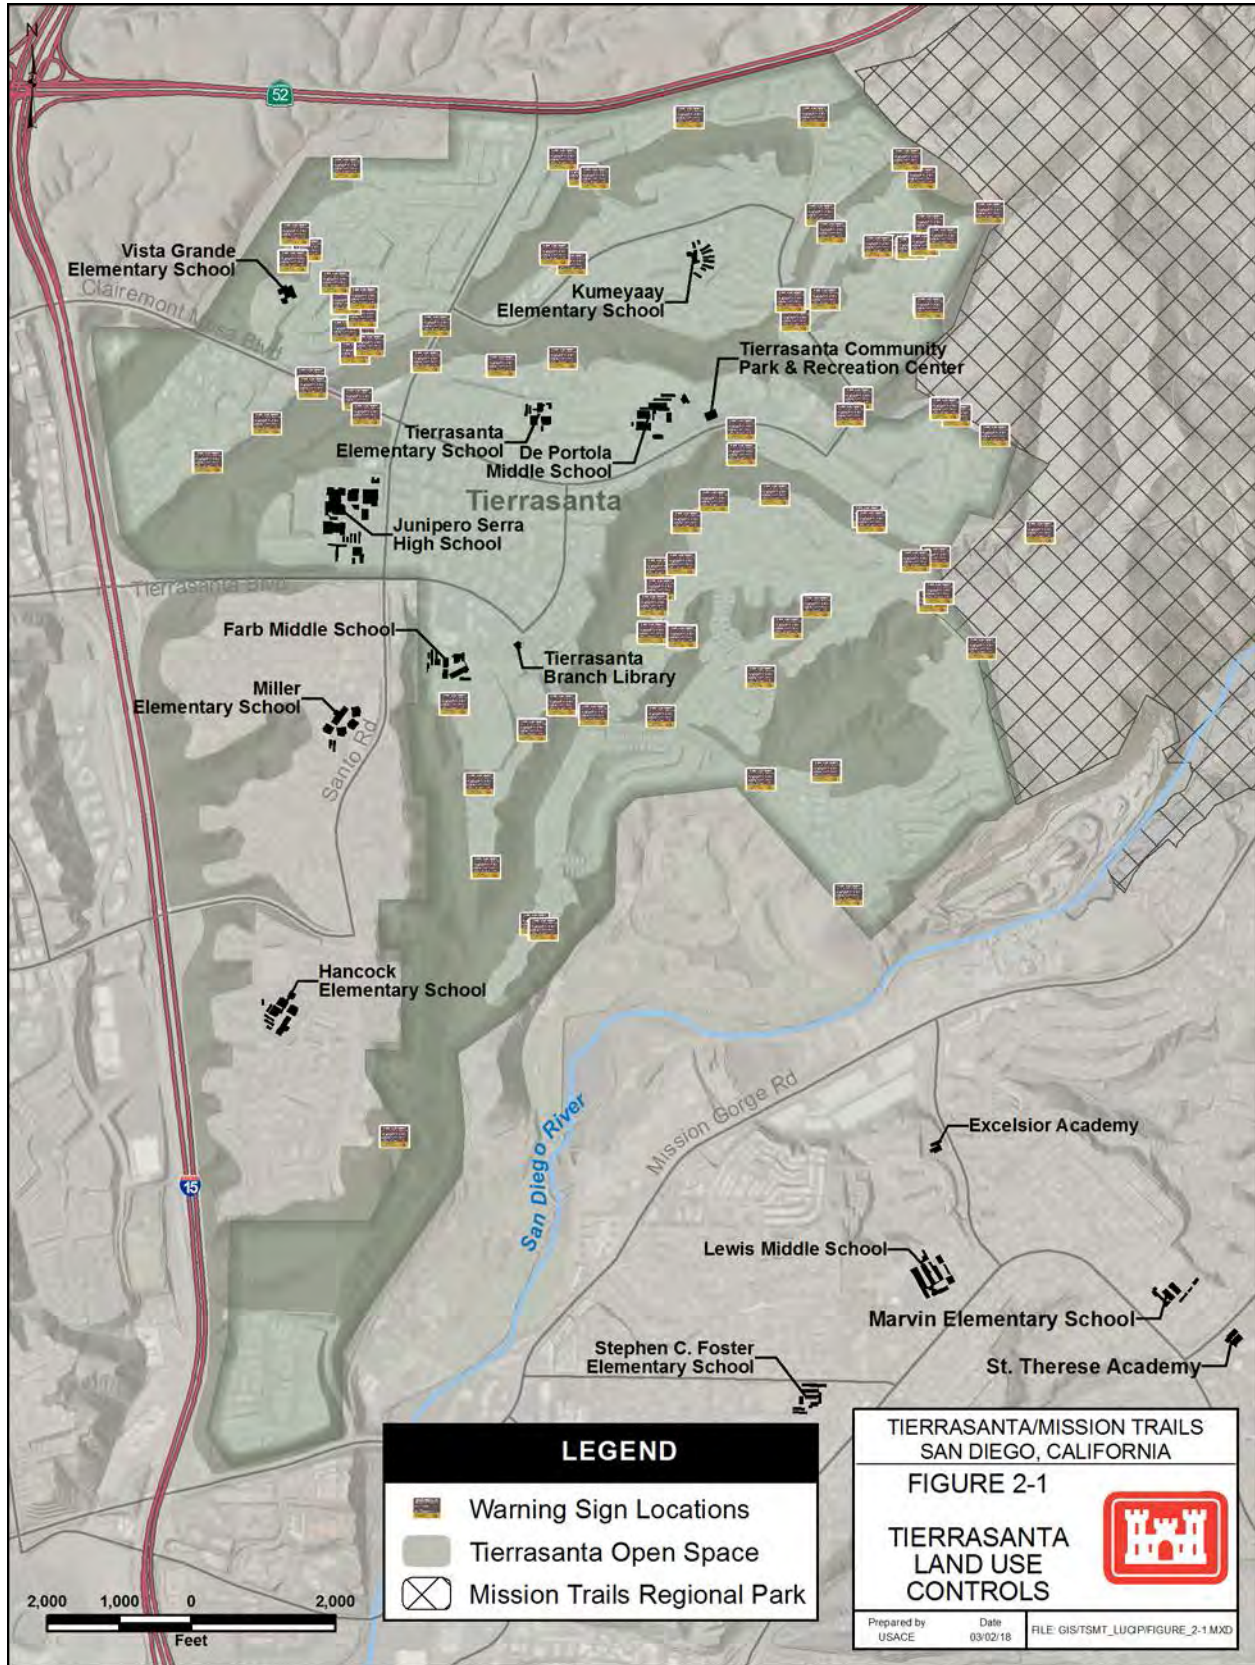 N
52
Vista Grande
Elementary School
Clairemont Mesa Blvd
Kumeyaay
Elementary School
Tierrasanta Community
Park & Recreation Center
Tierrasanta
Elementary School
De Portola
Middle School
Tierrasanta
Junipero Serra
High School
Tierrasanta Blvd
Farb Middle School
Tierrasanta
Branch Library
Miller
Elementary School
Santo Rd
Hancock
Elementary School
San Diego River
Mission Gorge Rd
Excelsior Academy
15
Lewis Middle School
Marvin Elementary School
St. Therese Academy
Stephen C. Foster
Elementary School
LEGEND
Warning Sign Locations
Tierrasanta Open Space
Mission Trails Regional Park
2,000 1,000 0 2,000
Feet
TIERRASANTA/MISSION TRAILS
SAN DIEGO, CALIFORNIA
FIGURE 2-1
TIERRASANTA
LAND USE
CONTROLS
Prepared by
USACE
Date
03/02/18
FILE: GIS/TSMT_LUCIP/FIGURE_2-1.MXD